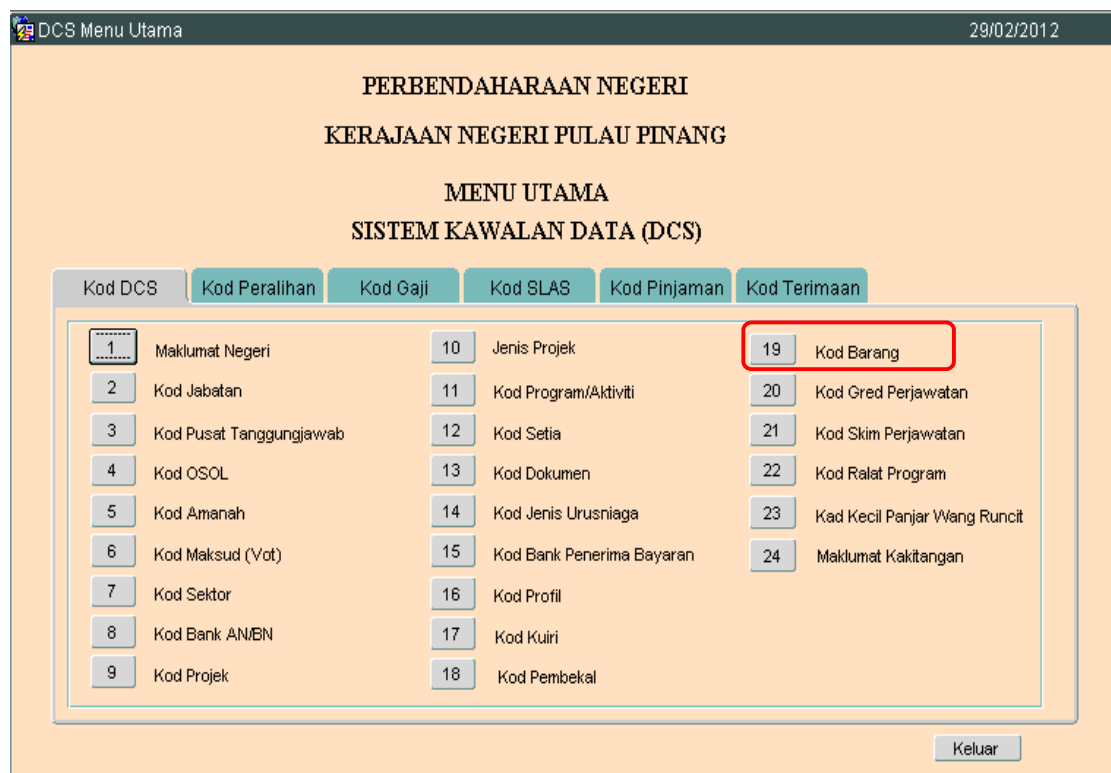 DCS Menu Utama 29/02/2012
PERBENDAHARAAN NEGERI
KERAJAAN NEGERI PULAU PINANG
MENU UTAMA
SISTEM KAWALAN DATA (DCS)
Kod DCS Kod Peralihan Kod Gaji Kod SLAS Kod Pinjaman Kod Terimaan
1 Maklumat Negeri
2 Kod Jabatan
3 Kod Pusat Tanggungjawab
4 Kod OSOL
5 Kod Amanah
6 Kod Maksud (Vot)
7 Kod Sektor
8 Kod Bank AN/BN
9 Kod Projek
10 Jenis Projek
11 Kod Program/Aktiviti
12 Kod Setia
13 Kod Dokumen
14 Kod Jenis Urusniaga
15 Kod Bank Penerima Bayaran
16 Kod Profil
17 Kod Kuiri
18 Kod Pembekal
19 Kod Barang
20 Kod Gred Perjawatan
21 Kod Skim Perjawatan
22 Kod Ralat Program
23 Kad Kecil Panjar Wang Runcit
24 Maklumat Kakitangan
Keluar